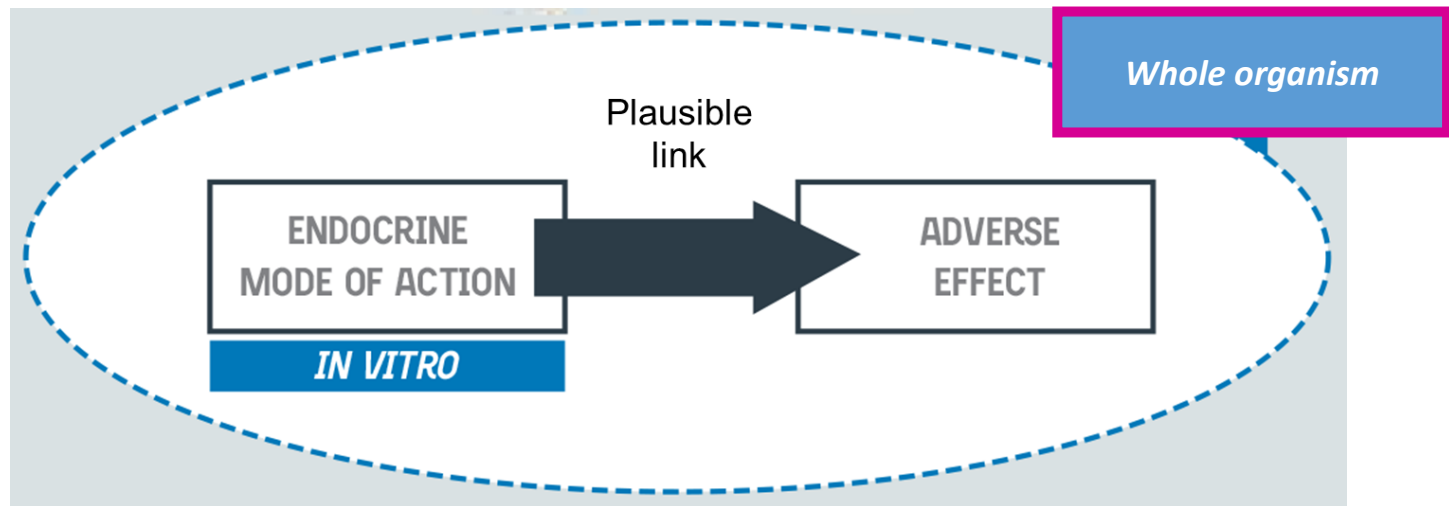 Whole organism
Plausible
link
ENDOCRINE
MODE OF ACTION
ADVERSE
EFFECT
IN VITRO